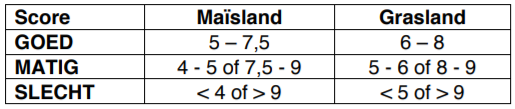 Score Maïsland Grasland
GOED 5 – 7,5 6 – 8
MATIG 4 - 5 of 7,5 - 9 5 - 6 of 8 - 9
SLECHT < 4 of > 9 < 5 of > 9